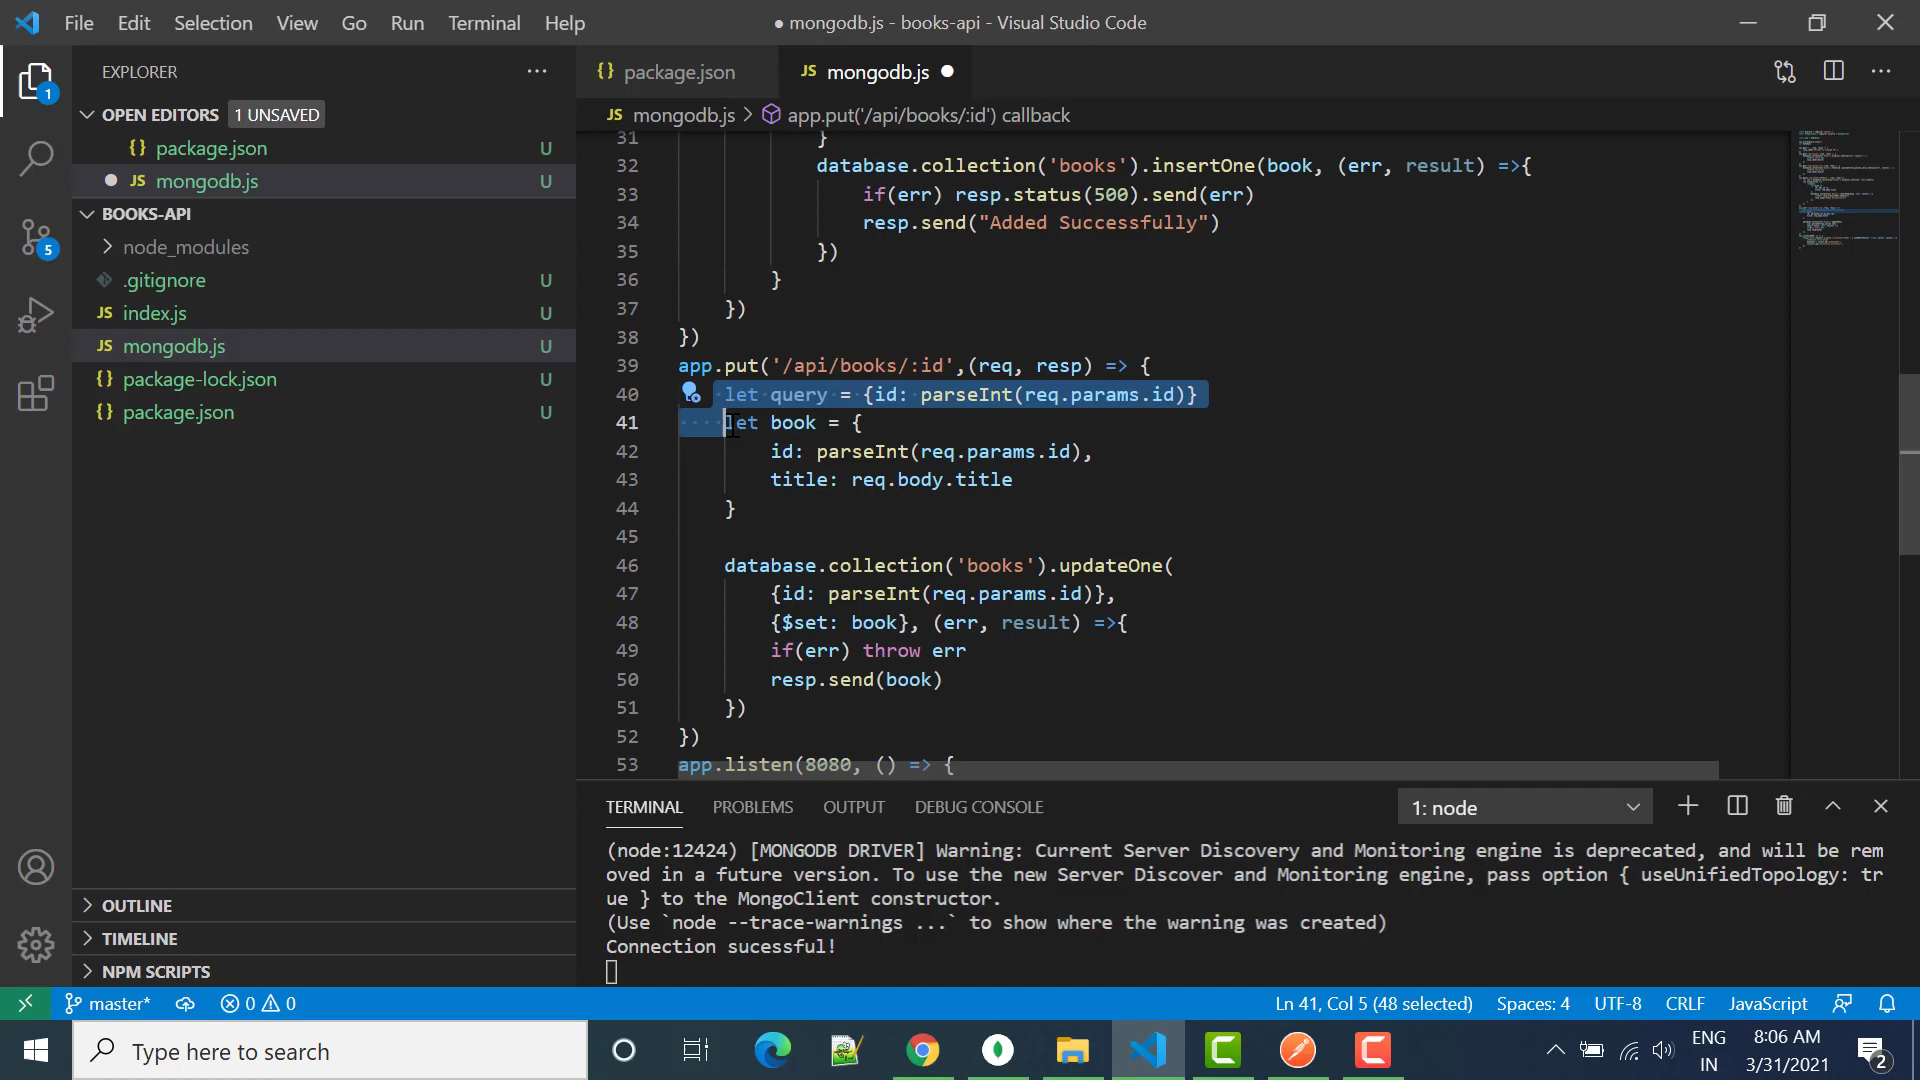 File Edit Selection View Go Run Terminal Help
● mongodb.js - books-api - Visual Studio Code
EXPLORER
OPEN EDITORS 1 UNSAVED
{} package.json U
JS mongodb.js U
BOOKS-API
node_modules
.gitignore U
JS index.js U
JS mongodb.js U
{} package-lock.json U
{} package.json U
OUTLINE
TIMELINE
NPM SCRIPTS
1
5
{} package.json
JS mongodb.js
JS mongodb.js > app.put('/api/books/:id') callback
31 }
32 database.collection('books').insertOne(book, (err, result) =>{
33 if(err) resp.status(500).send(err)
34 resp.send("Added Successfully")
35 })
36 }
37 })
38 })
39 app.put('/api/books/:id',(req, resp) => {
40 let query = {id: parseInt(req.params.id)}
41 let book = {
42 id: parseInt(req.params.id),
43 title: req.body.title
44 }
45
46 database.collection('books').updateOne(
47 {id: parseInt(req.params.id)},
48 {$set: book}, (err, result) =>{
49 if(err) throw err
50 resp.send(book)
51 })
52 })
53 app.listen(8080, () => {
TERMINAL PROBLEMS OUTPUT DEBUG CONSOLE
1: node
(node:12424) [MONGODB DRIVER] Warning: Current Server Discovery and Monitoring engine is deprecated, and will be rem
oved in a future version. To use the new Server Discover and Monitoring engine, pass option { useUnifiedTopology: tr
ue } to the MongoClient constructor.
(Use `node --trace-warnings ...` to show where the warning was created)
Connection sucessful!
master* 0 0
Ln 41, Col 5 (48 selected) Spaces: 4 UTF-8 CRLF JavaScript
Type here to search
ENG
IN
8:06 AM
3/31/2021
2